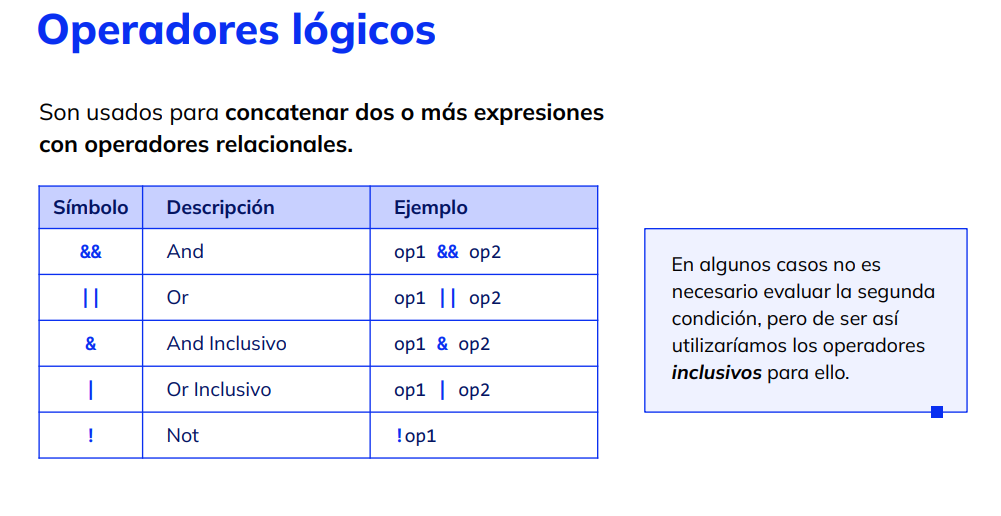 Operadores lógicos
Son usados para concatenar dos o más expresiones
con operadores relacionales.
Símbolo Descripción Ejemplo
&& And op1 && op2
|| Or op1 || op2
& And Inclusivo op1 & op2
| Or Inclusivo op1 | op2
! Not !op1
En algunos casos no es
necesario evaluar la segunda
condición, pero de ser así
utilizaríamos los operadores
inclusivos para ello.